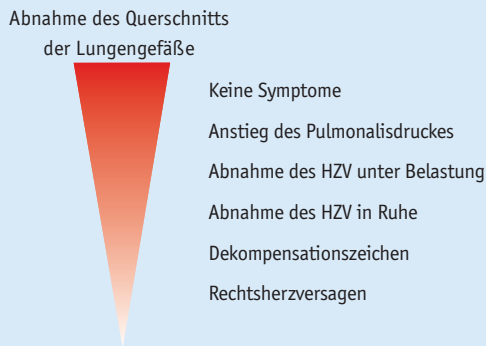 Abnahme des Querschnitts
der Lungengefäße
Keine Symptome
Anstieg des Pulmonalisdruckes
Abnahme des HZV unter Belastung
Abnahme des HZV in Ruhe
Dekompensationszeichen
Rechtsherzversagen